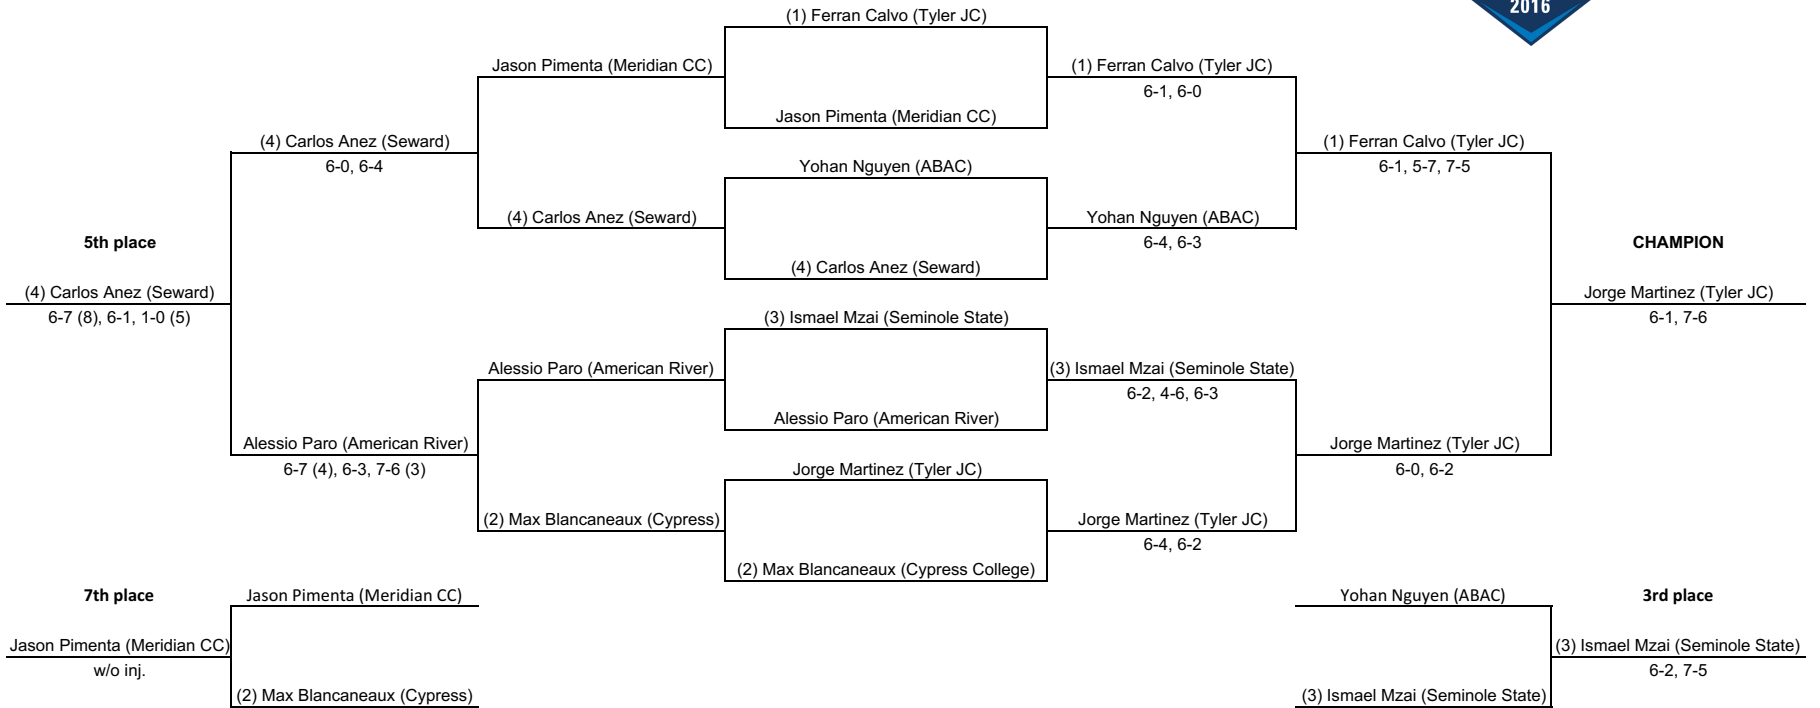 2016
(1) Ferran Calvo (Tyler JC)
Jason Pimenta (Meridian CC)
(1) Ferran Calvo (Tyler JC)
6-1, 6-0
Jason Pimenta (Meridian CC)
(4) Carlos Anez (Seward)
6-0, 6-4
(1) Ferran Calvo (Tyler JC)
6-1, 5-7, 7-5
Yohan Nguyen (ABAC)
(4) Carlos Anez (Seward)
Yohan Nguyen (ABAC)
6-4, 6-3
5th place
CHAMPION
(4) Carlos Anez (Seward)
(4) Carlos Anez (Seward)
6-7 (8), 6-1, 1-0 (5)
Jorge Martinez (Tyler JC)
6-1, 7-6
(3) Ismael Mzai (Seminole State)
Alessio Paro (American River)
(3) Ismael Mzai (Seminole State)
6-2, 4-6, 6-3
Alessio Paro (American River)
Alessio Paro (American River)
6-7 (4), 6-3, 7-6 (3)
Jorge Martinez (Tyler JC)
6-0, 6-2
Jorge Martinez (Tyler JC)
(2) Max Blancaneaux (Cypress)
Jorge Martinez (Tyler JC)
6-4, 6-2
(2) Max Blancaneaux (Cypress College)
7th place
Jason Pimenta (Meridian CC)
Yohan Nguyen (ABAC)
3rd place
Jason Pimenta (Meridian CC)
w/o inj.
(3) Ismael Mzai (Seminole State)
6-2, 7-5
(2) Max Blancaneaux (Cypress)
(3) Ismael Mzai (Seminole State)